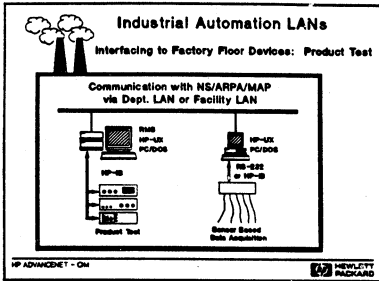 Industrial Automation LANs
Interfacing to Factory Floor Devices: Product Test
Communication with NS/ARPA/MAP
via Dept. LAN or Facility LAN
RMB
HP-UX
PC/DOS
HP-IB
Product Test
HP-UX
PC/DOS
RS-232
or HP-IB
Sensor Based
Data Acquisition
HP ADVANCENET - CIM
HEWLETT
PACKARD